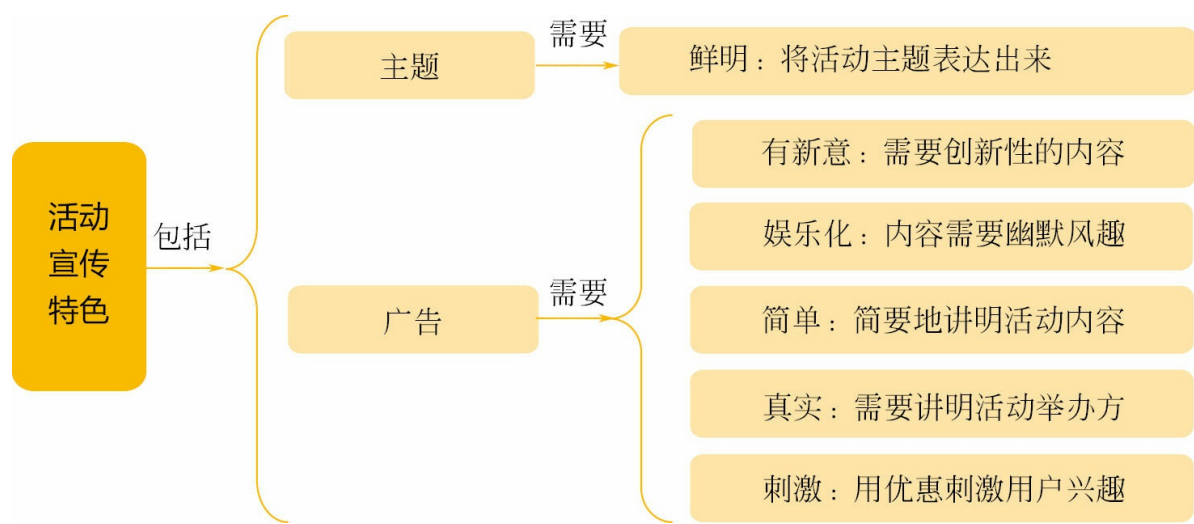 活动
宣传
特色
包括
主题
需要
鲜明：将活动主题表达出来
广告
需要
有新意：需要创新性的内容
娱乐化：内容需要幽默风趣
简单：简要地讲明活动内容
真实：需要讲明活动举办方
刺激：用优惠刺激用户兴趣